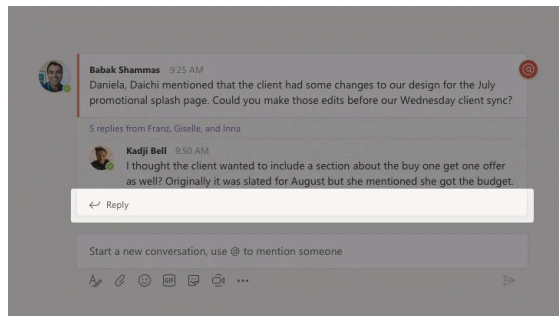 Babak Shammas 9:25 AM
@
Daniela, Daichi mentioned that the client had some changes to our design for the July
promotional splash page. Could you make those edits before our Wednesday client sync?
5 replies from Franz, Giselle, and Inna
Kadji Bell 9:50 AM
I thought the client wanted to include a section about the buy one get one offer
as well? Originally it was slated for August but she mentioned she got the budget.
Reply
Start a new conversation, use @ to mention someone
GIF